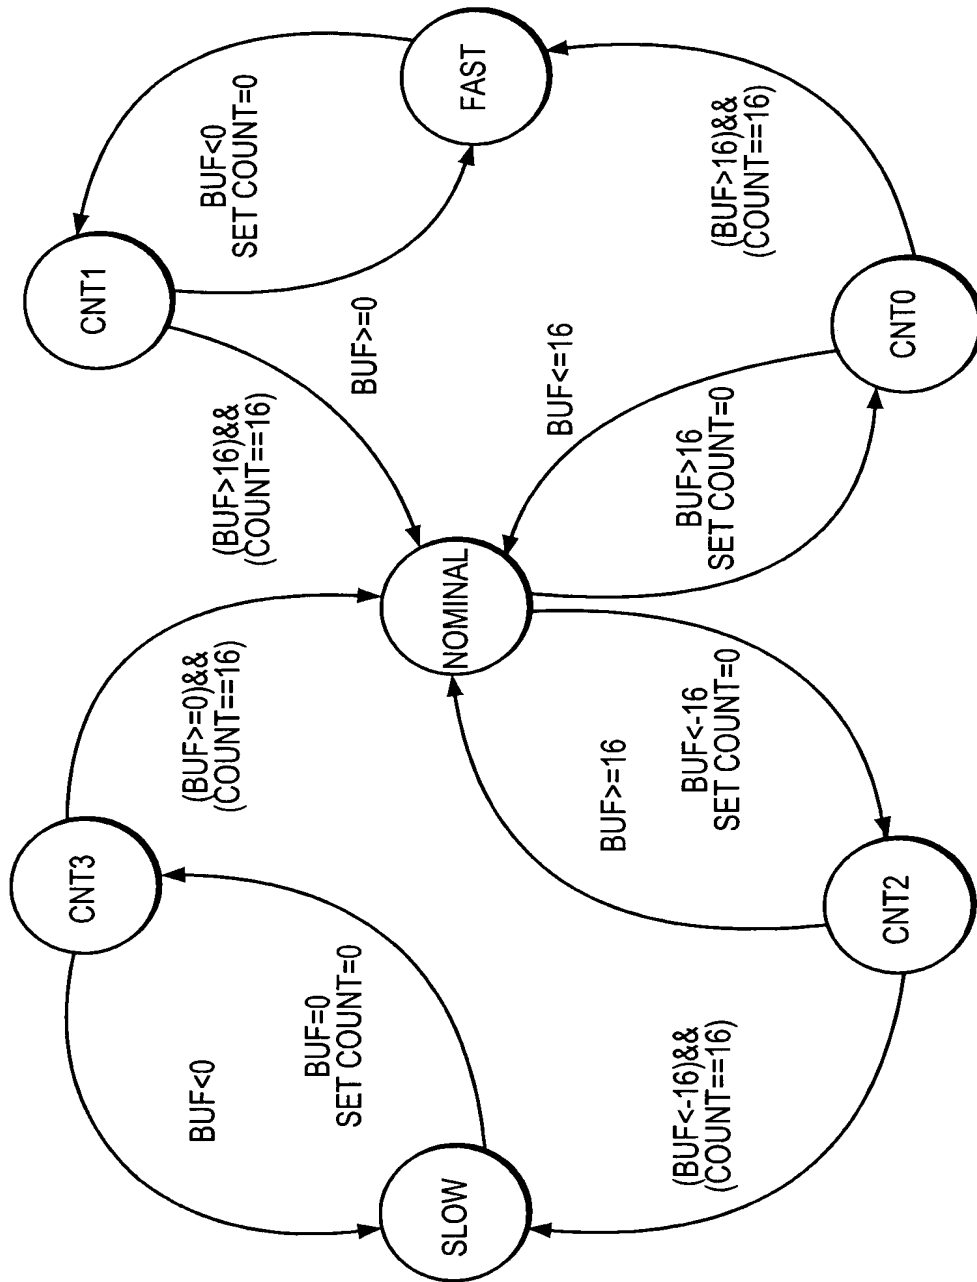 CNT3
CNT1
BUF<0
(BUF>=0)&&
(COUNT==16)
(BUF>16)&&
(COUNT==16)
BUF<0
SET COUNT=0
BUF=0
SET COUNT=0
BUF>=0
SLOW
NOMINAL
FAST
BUF>=16
BUF<=16
(BUF<-16)&&
(COUNT==16)
BUF<-16
SET COUNT=0
BUF>16
SET COUNT=0
(BUF>16)&&
(COUNT==16)
CNT2
CNT0